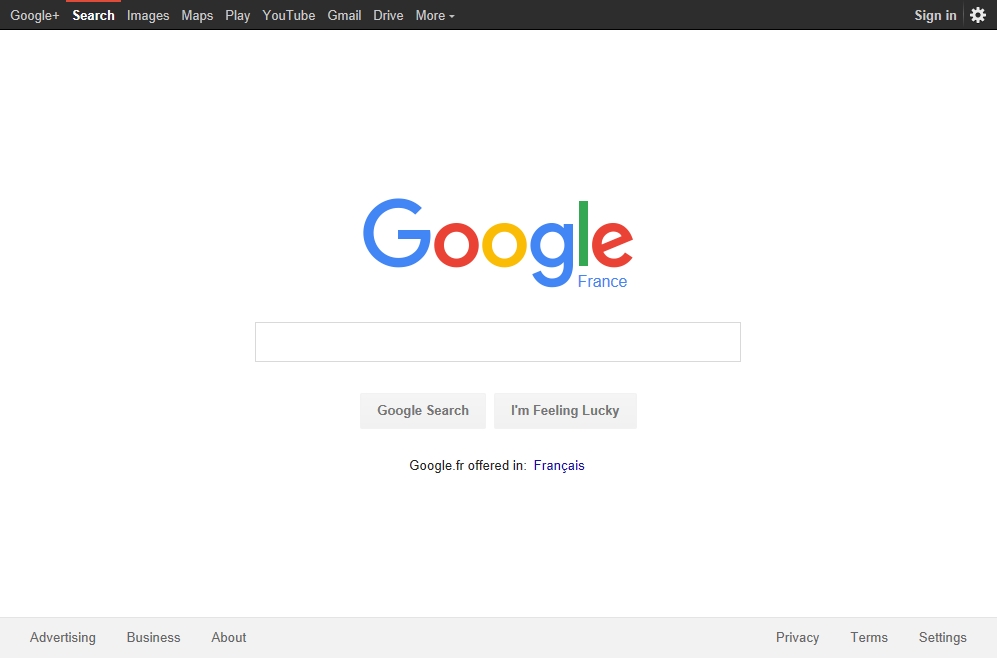 Google+ Search Images Maps Play YouTube Gmail Drive More Sign in
Google
France
Google Search I'm Feeling Lucky
Google.fr offered in: Français
Advertising Business About Privacy Terms Settings